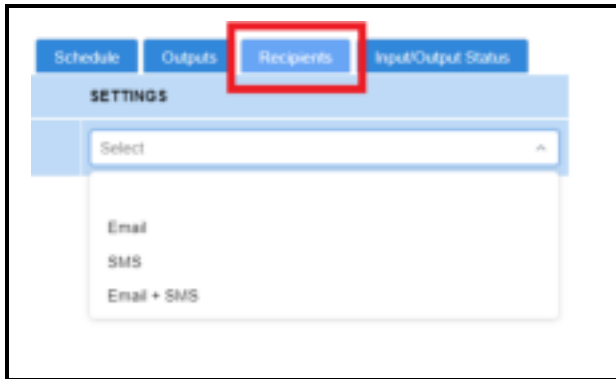 Schedule Outputs Recipients Input/Output Status
SETTINGS
Select
Email
SMS
Email + SMS